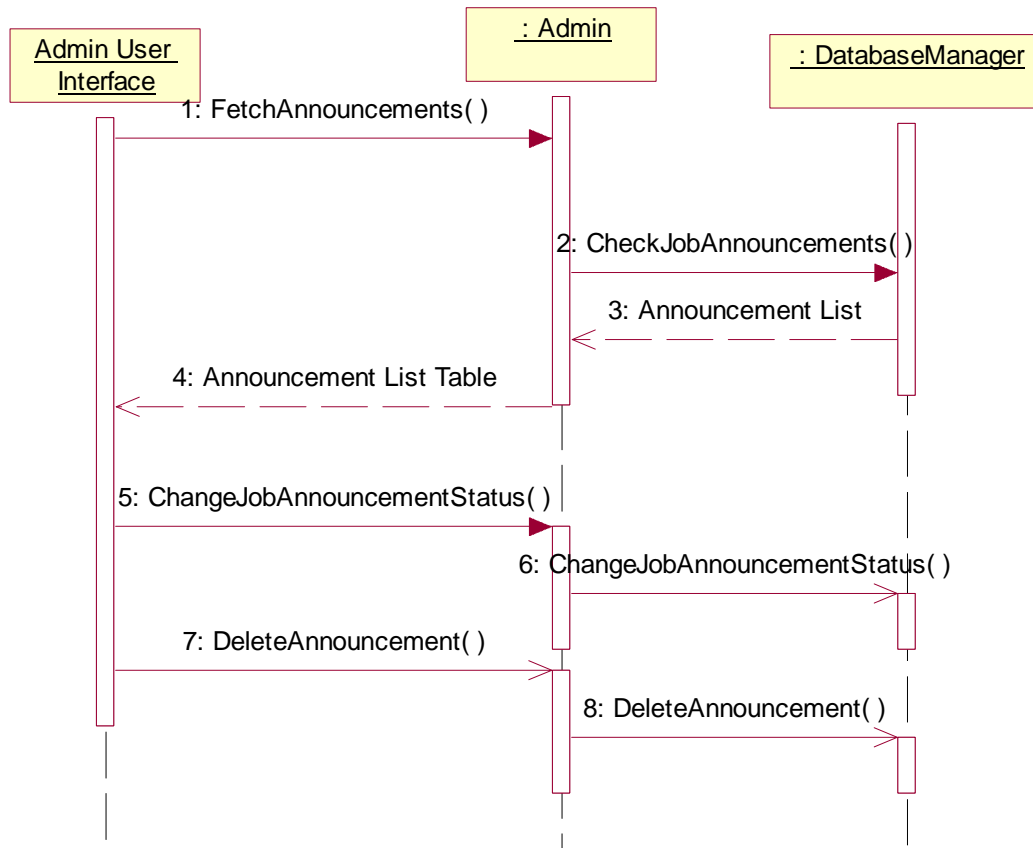 Admin User
Interface
: Admin
: DatabaseManager
1: FetchAnnouncements( )
2: CheckJobAnnouncements( )
3: Announcement List
4: Announcement List Table
5: ChangeJobAnnouncementStatus( )
6: ChangeJobAnnouncementStatus( )
7: DeleteAnnouncement( )
8: DeleteAnnouncement( )